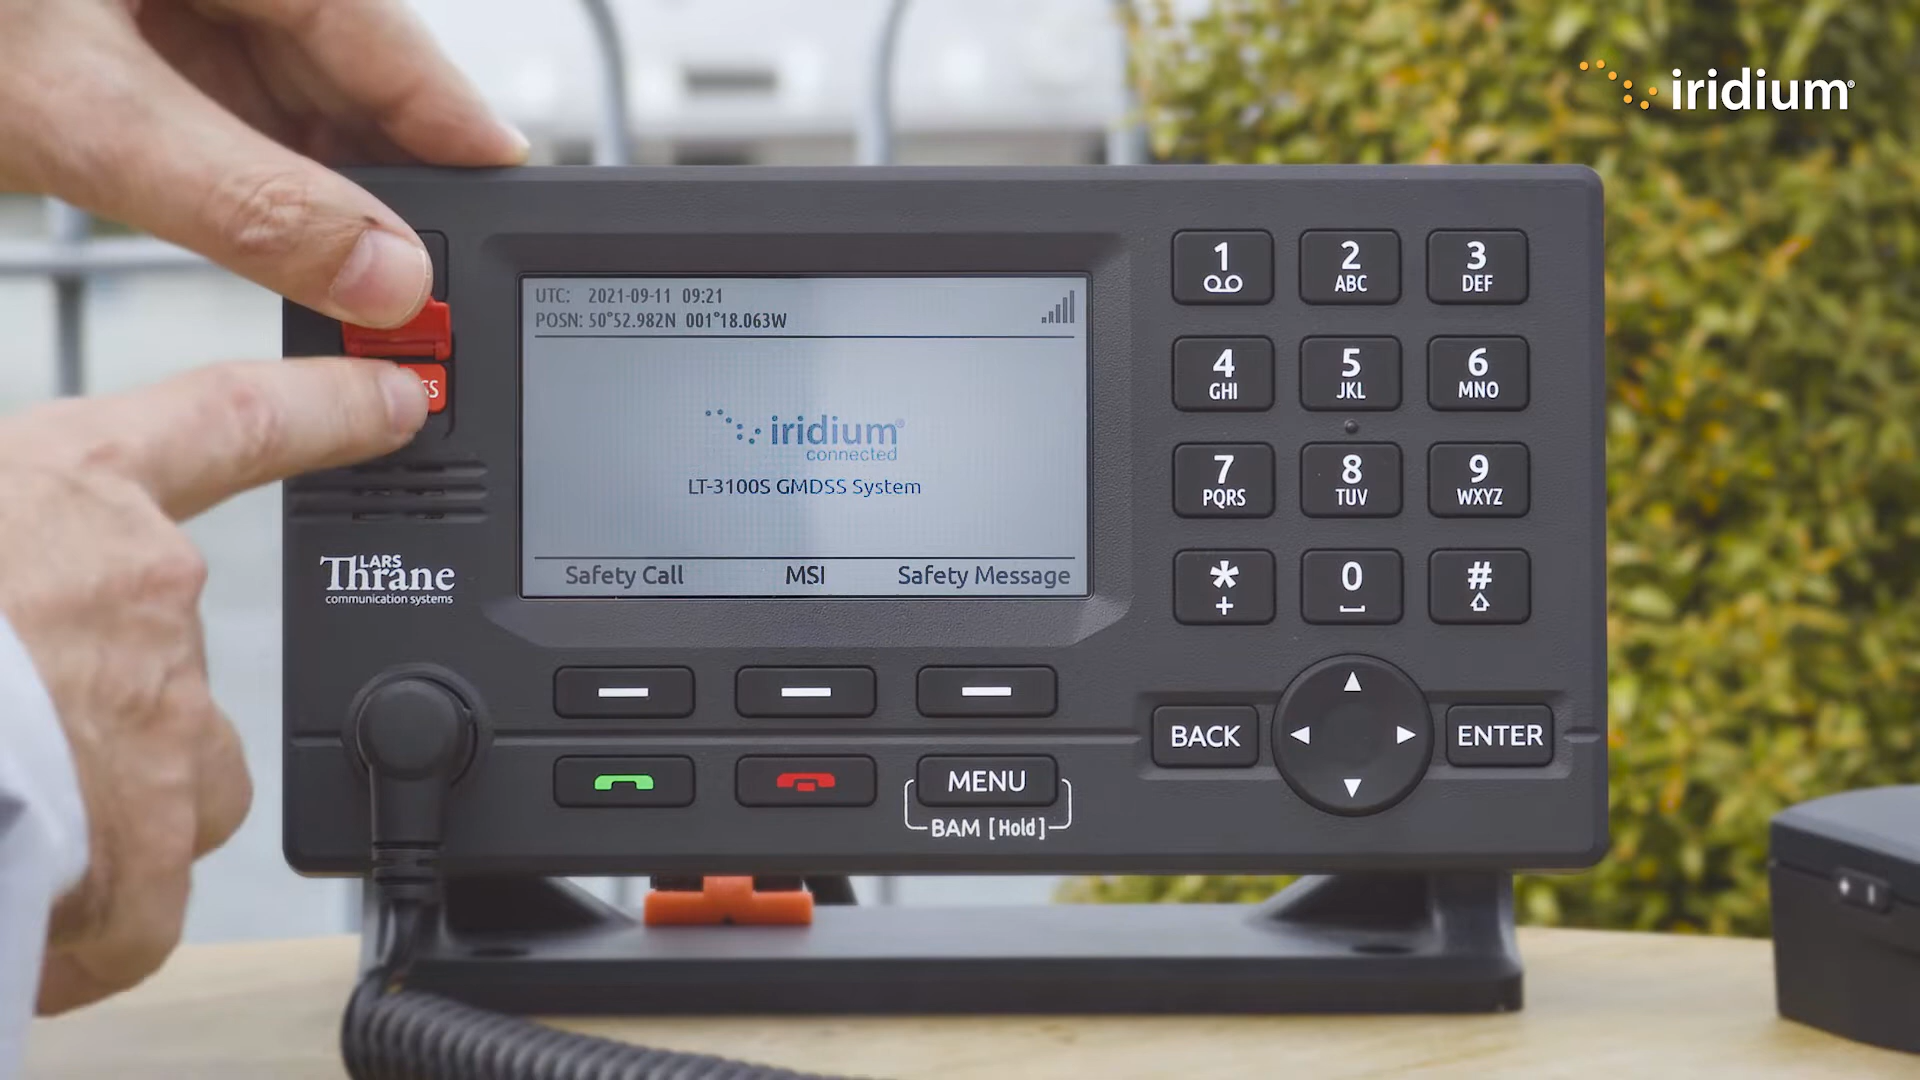 iridium
UTC: 2021-09-11 09:21
POSN: 50°52.982N 001°18.063W
iridium
connected
LT-3100S GMDSS System
Safety Call MSI Safety Message
LARS
Thrane
communication systems
1 2 ABC 3 DEF
4 GHI 5 JKL 6 MNO
7 PQRS 8 TUV 9 WXYZ
* + 0 #
BACK ENTER
MENU
BAM [Hold]